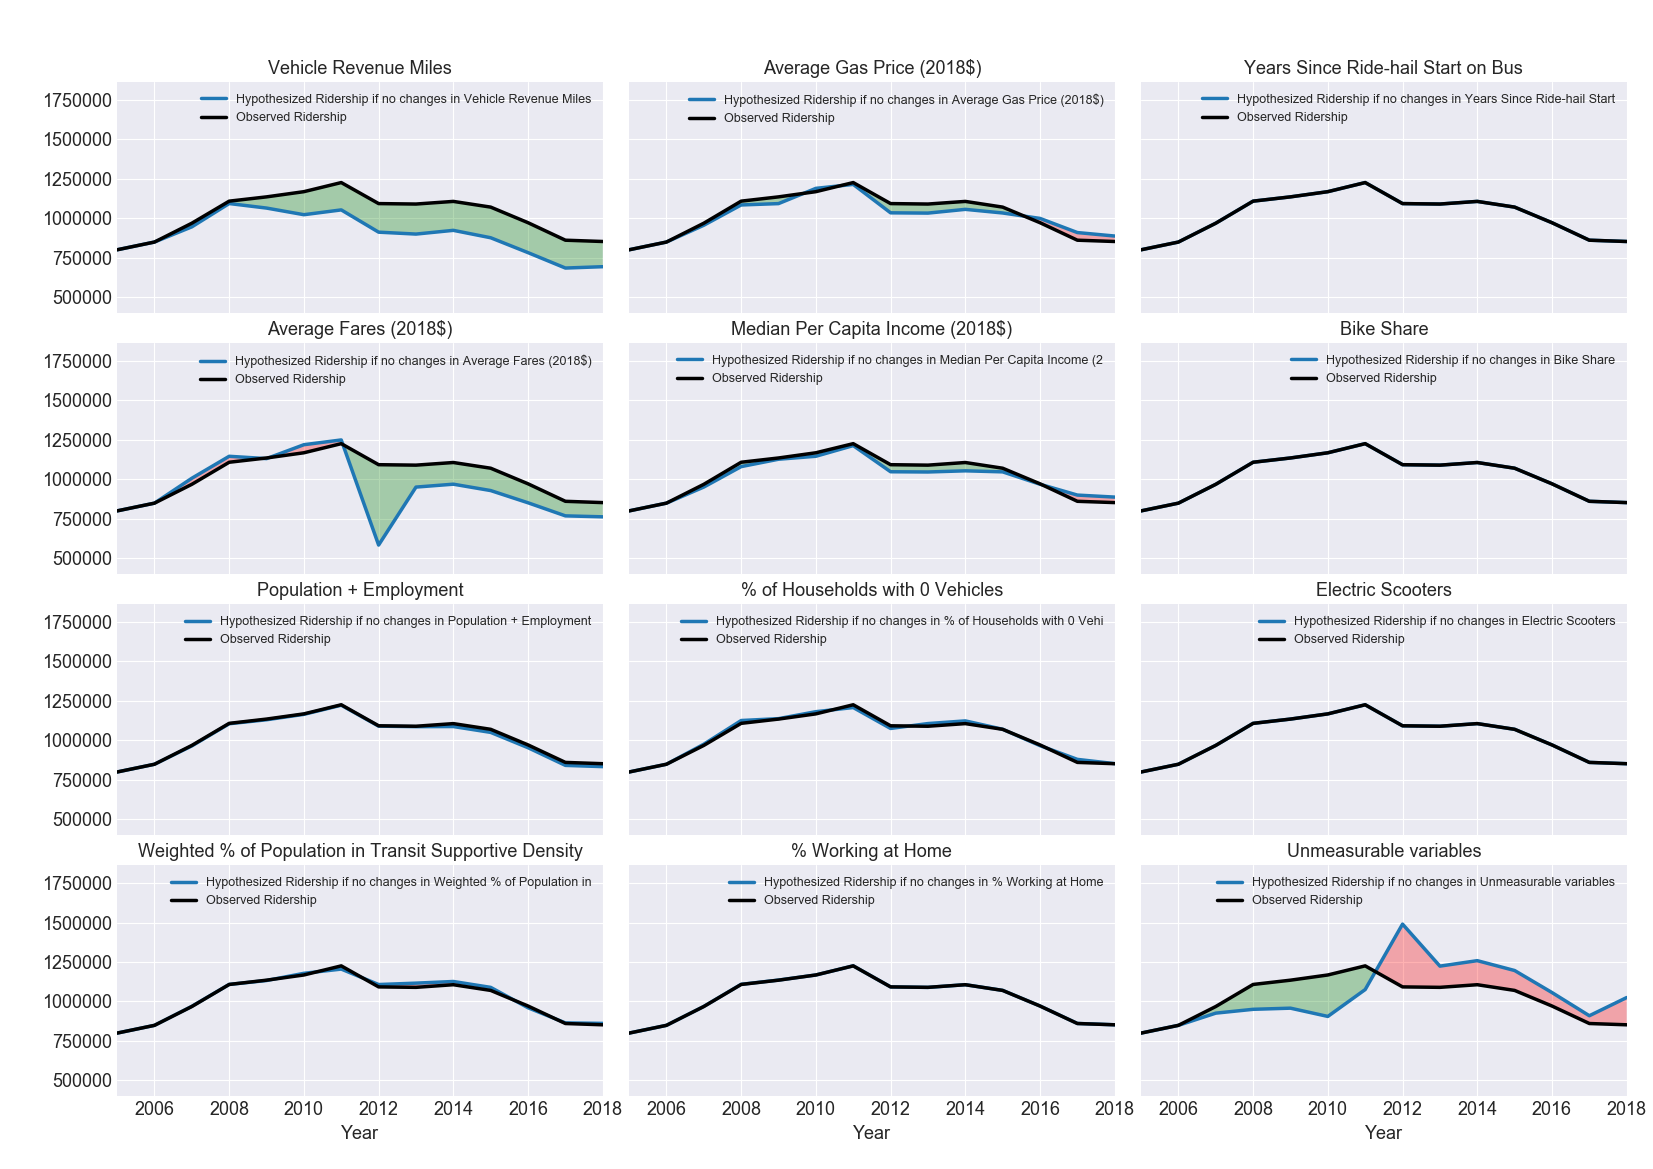 Vehicle Revenue Miles
1750000
1500000
1250000
1000000
750000
500000
Hypothesized Ridership if no changes in Vehicle Revenue Miles
Observed Ridership
Average Gas Price (2018$)
Hypothesized Ridership if no changes in Average Gas Price (2018$)
Observed Ridership
Years Since Ride-hail Start on Bus
Hypothesized Ridership if no changes in Years Since Ride-hail Start
Observed Ridership
Average Fares (2018$)
1750000
1500000
1250000
1000000
750000
500000
Hypothesized Ridership if no changes in Average Fares (2018$)
Observed Ridership
Median Per Capita Income (2018$)
Hypothesized Ridership if no changes in Median Per Capita Income (2
Observed Ridership
Bike Share
Hypothesized Ridership if no changes in Bike Share
Observed Ridership
Population + Employment
1750000
1500000
1250000
1000000
750000
500000
Hypothesized Ridership if no changes in Population + Employment
Observed Ridership
% of Households with 0 Vehicles
Hypothesized Ridership if no changes in % of Households with 0 Vehi
Observed Ridership
Electric Scooters
Hypothesized Ridership if no changes in Electric Scooters
Observed Ridership
Weighted % of Population in Transit Supportive Density
1750000
1500000
1250000
1000000
750000
500000
Hypothesized Ridership if no changes in Weighted % of Population in
Observed Ridership
2006 2008 2010 2012 2014 2016 2018
Year
% Working at Home
Hypothesized Ridership if no changes in % Working at Home
Observed Ridership
2006 2008 2010 2012 2014 2016 2018
Year
Unmeasurable variables
Hypothesized Ridership if no changes in Unmeasurable variables
Observed Ridership
2006 2008 2010 2012 2014 2016 2018
Year